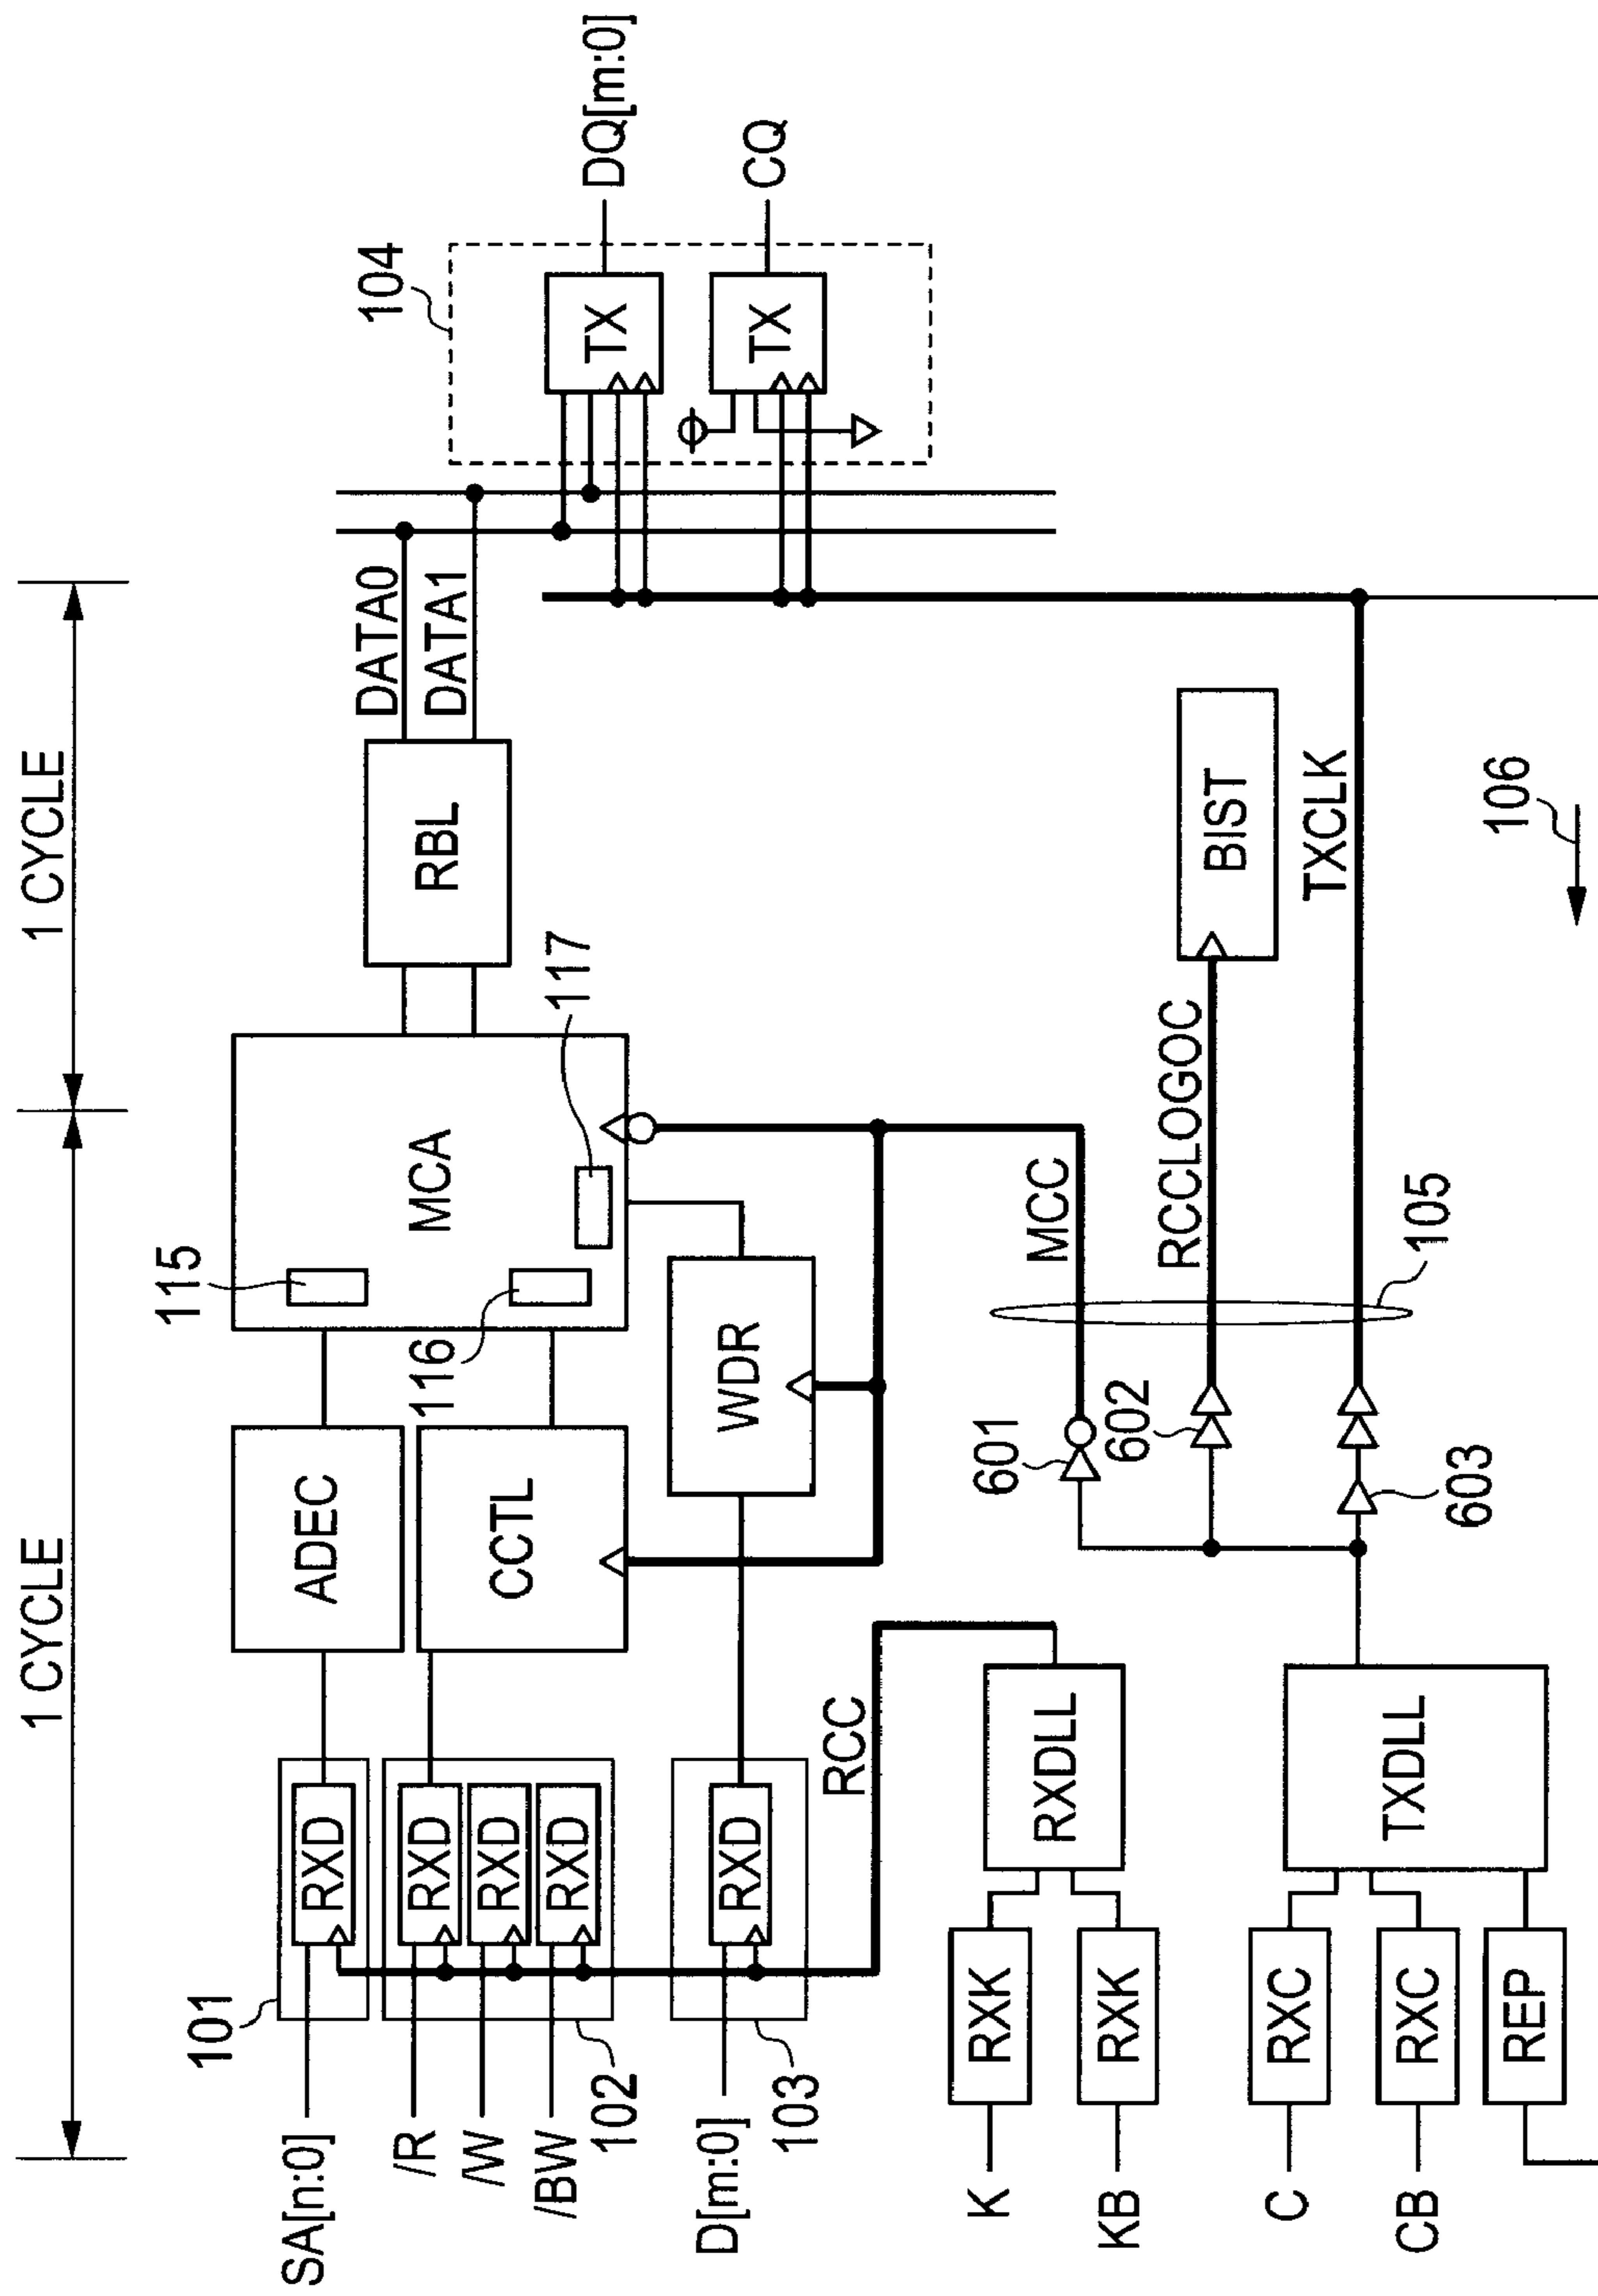 1 CYCLE
1 CYCLE
101
SA[n:0]
RXD
ADEC
115
MCA
RBL
DATA0
DATA1
104
TX
DQ[m:0]
/R
/W
/BW
RXD
RXD
RXD
102
CCTL
116
117
TX
CQ
D[m:0]
RXD
103
WDR
RCC
K
RXK
KB
RXK
RXDLL
601
MCC
602
RCCLOGOC
BIST
C
RXC
CB
RXC
REP
TXDLL
603
105
TXCLK
106